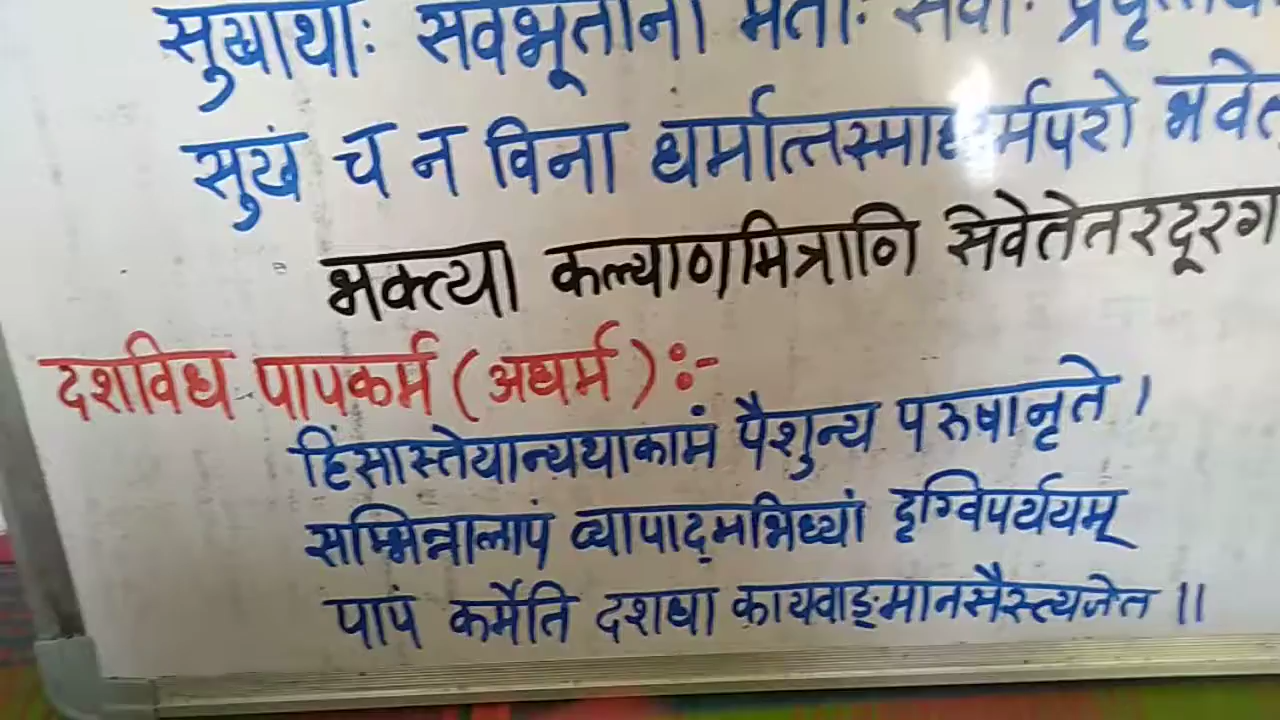 सुखार्थाः सर्वभूतानां मताः सर्वाः
सुखं च न विना धर्मात्तस्माद्धर्मपरो भवेत्
भक्त्या कल्याणमित्राणि सेवेतेतरदूरग
दशविध पापकर्म (अधर्म) :-
हिंसास्तेयान्यथाकामं पैशुन्य परुषानृते ।
सम्भिन्नालापं व्यापादमभिध्यां दृग्विपर्ययम्
पापं कर्मेति दशधा कायवाङ्मानसैस्त्यजेत ॥